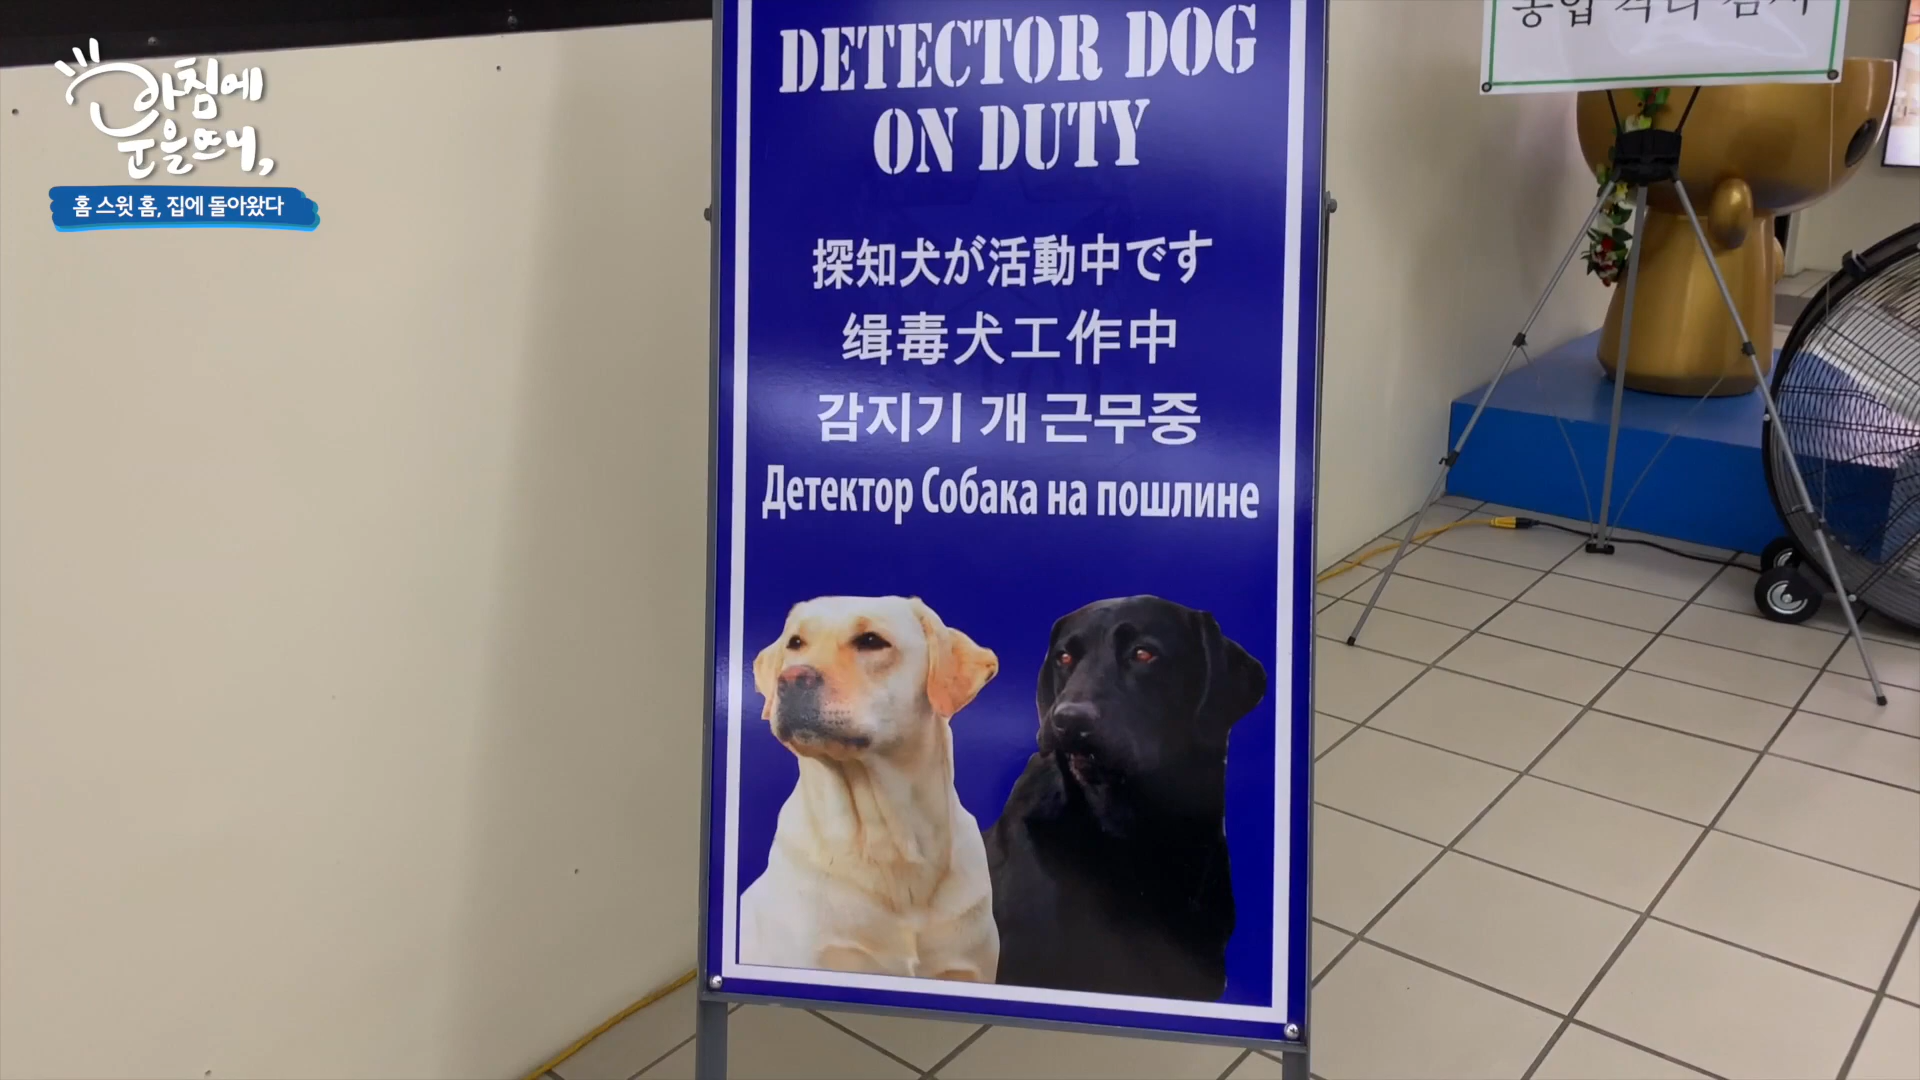 아침에
눈을뜨니,
홈 스윗 홈, 집에 돌아왔다
DETECTOR DOG
ON DUTY
探知犬が活動中です
缉毒犬工作中
감지기 개 근무중
Детектор Собака на пошлине